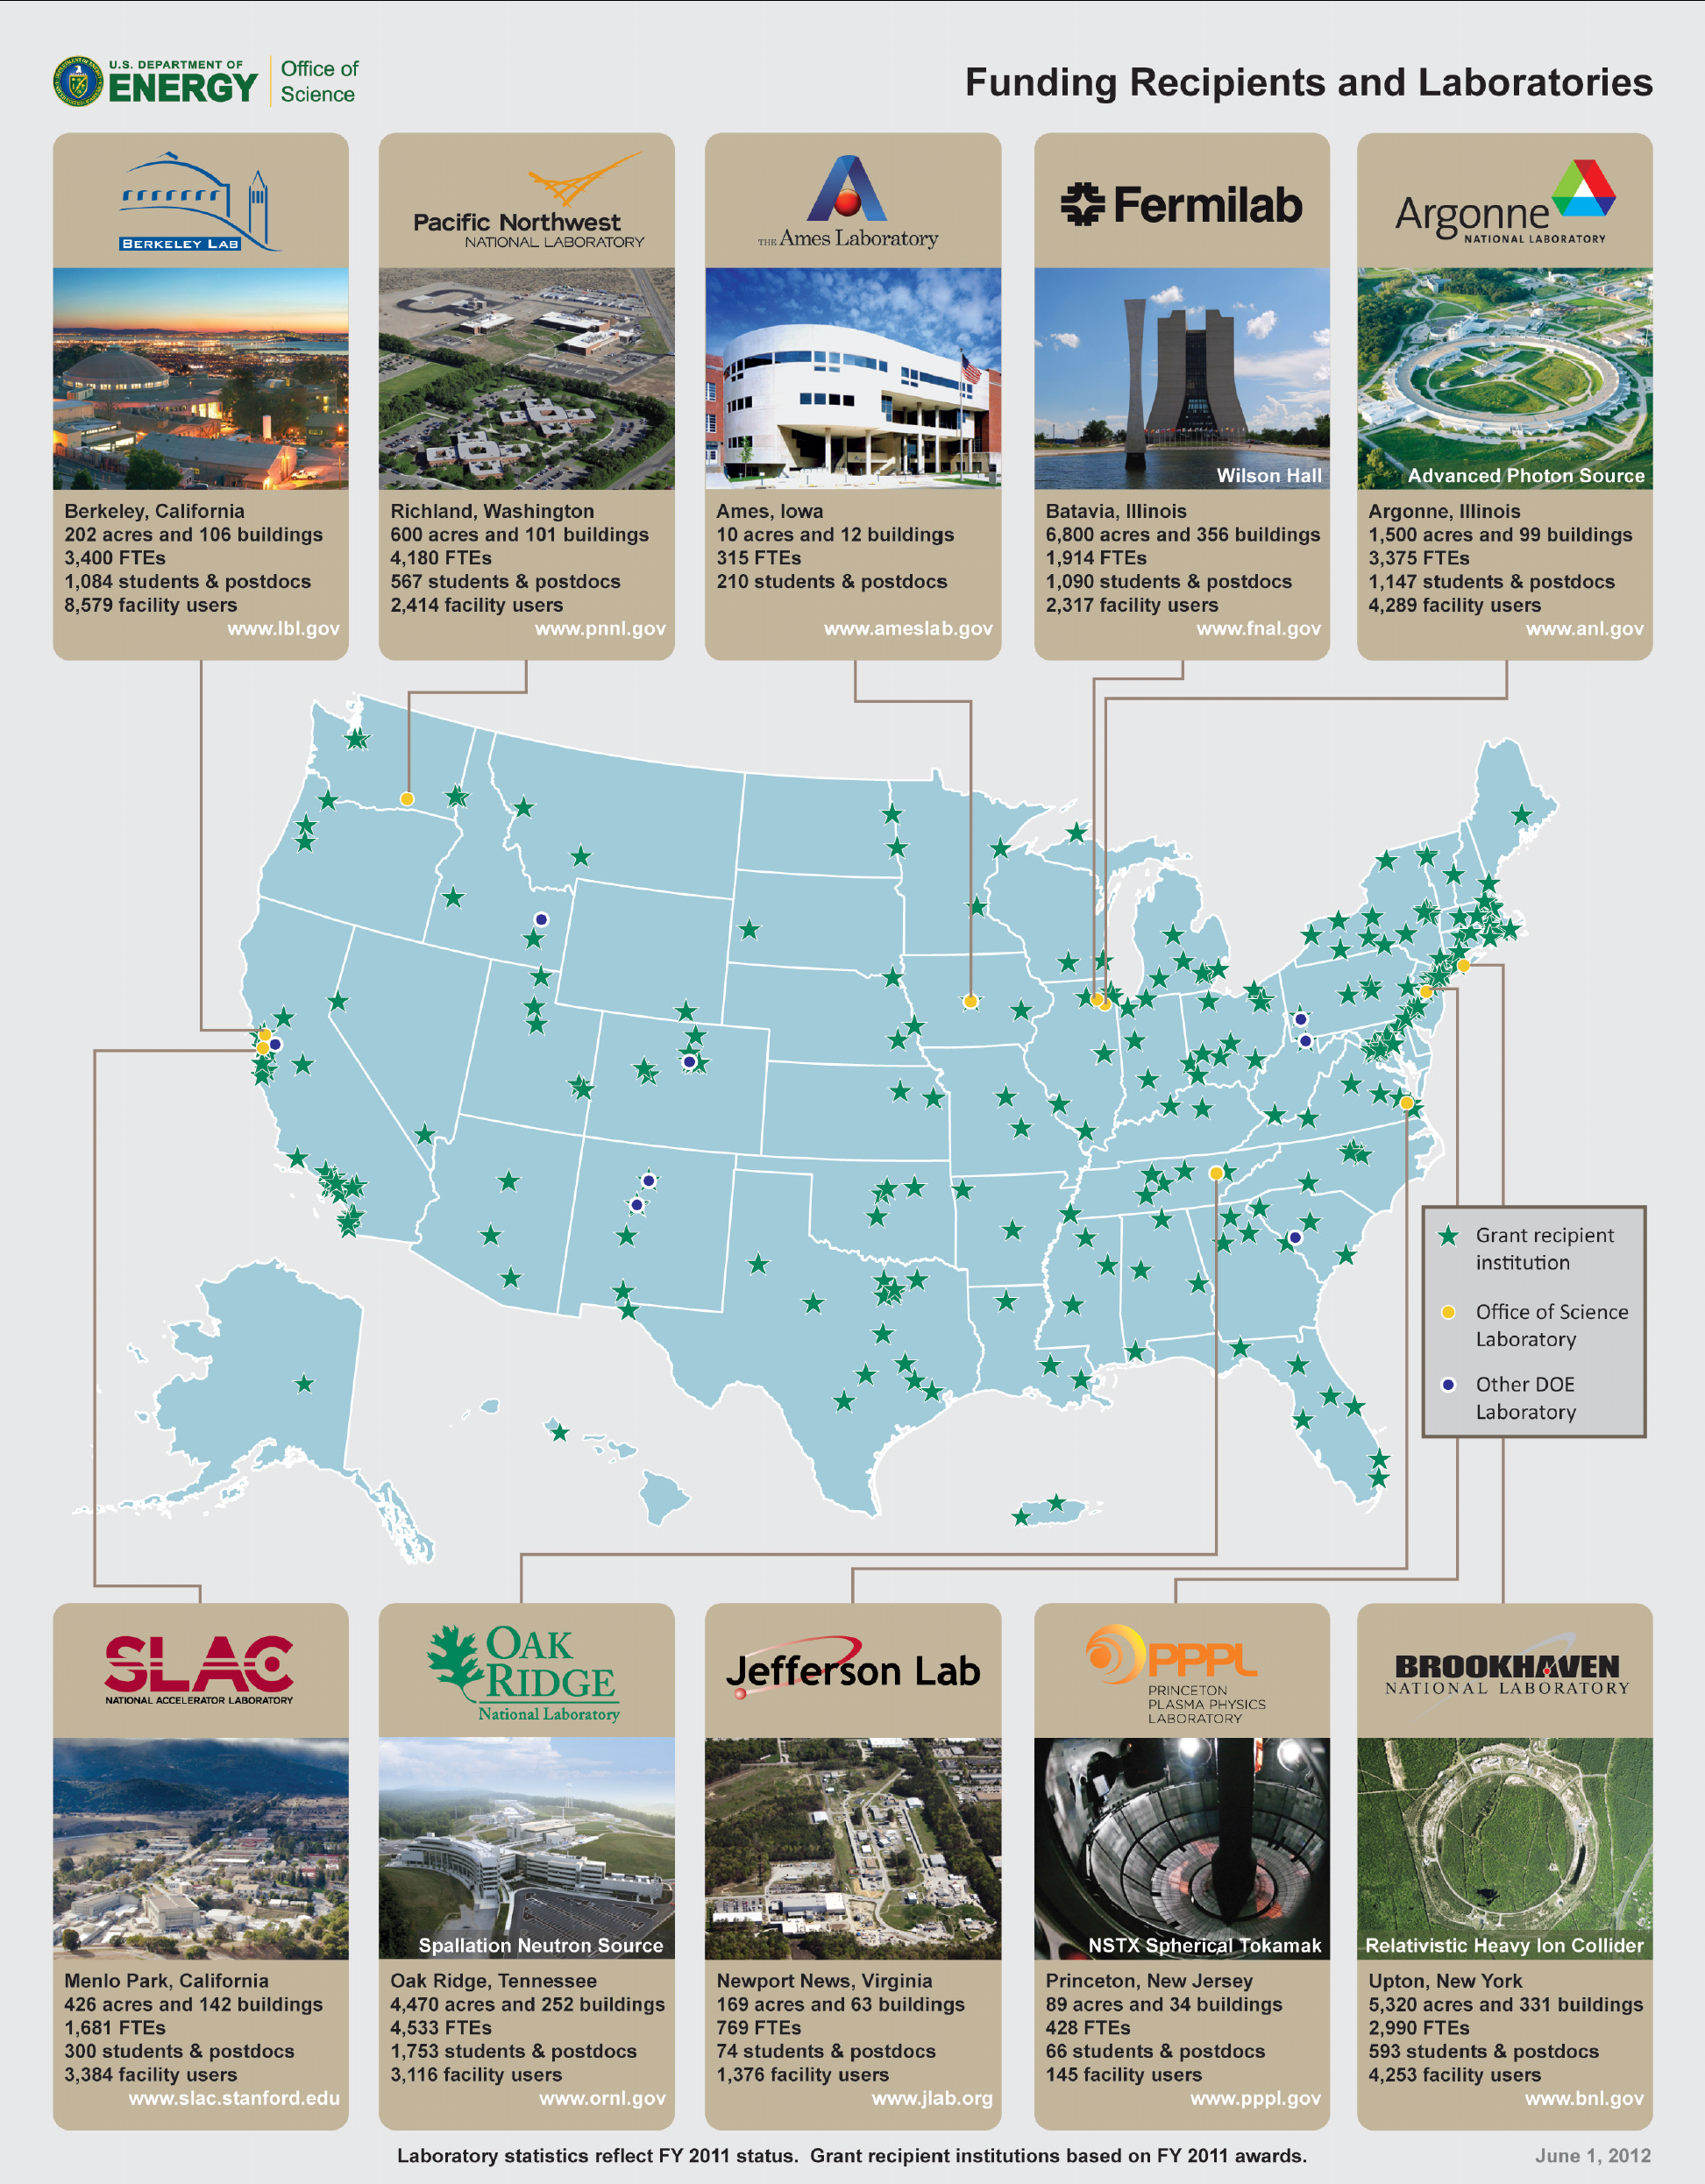 U.S. DEPARTMENT OF
ENERGY
Office of
Science
Funding Recipients and Laboratories
BERKELEY LAB
Berkeley, California
202 acres and 106 buildings
3,400 FTEs
1,084 students & postdocs
8,579 facility users
www.lbl.gov
Pacific Northwest
NATIONAL LABORATORY
Richland, Washington
600 acres and 101 buildings
4,180 FTEs
567 students & postdocs
2,414 facility users
www.pnnl.gov
THE Ames Laboratory
Ames, Iowa
10 acres and 12 buildings
315 FTEs
210 students & postdocs
www.ameslab.gov
Fermilab
Wilson Hall
Batavia, Illinois
6,800 acres and 356 buildings
1,914 FTEs
1,090 students & postdocs
2,317 facility users
www.fnal.gov
Argonne
NATIONAL LABORATORY
Advanced Photon Source
Argonne, Illinois
1,500 acres and 99 buildings
3,375 FTEs
1,147 students & postdocs
4,289 facility users
www.anl.gov
Grant recipient
institution
Office of Science
Laboratory
Other DOE
Laboratory
SLAC
NATIONAL ACCELERATOR LABORATORY
Menlo Park, California
426 acres and 142 buildings
1,681 FTEs
300 students & postdocs
3,384 facility users
www.slac.stanford.edu
OAK
RIDGE
National Laboratory
Spallation Neutron Source
Oak Ridge, Tennessee
4,470 acres and 252 buildings
4,533 FTEs
1,753 students & postdocs
3,116 facility users
www.ornl.gov
Jefferson Lab
Newport News, Virginia
169 acres and 63 buildings
769 FTEs
74 students & postdocs
1,376 facility users
www.jlab.org
PPPL
PRINCETON
PLASMA PHYSICS
LABORATORY
NSTX Spherical Tokamak
Princeton, New Jersey
89 acres and 34 buildings
428 FTEs
66 students & postdocs
145 facility users
www.pppl.gov
BROOKHAVEN
NATIONAL LABORATORY
Relativistic Heavy Ion Collider
Upton, New York
5,320 acres and 331 buildings
2,990 FTEs
593 students & postdocs
4,253 facility users
www.bnl.gov
Laboratory statistics reflect FY 2011 status. Grant recipient institutions based on FY 2011 awards.
June 1, 2012